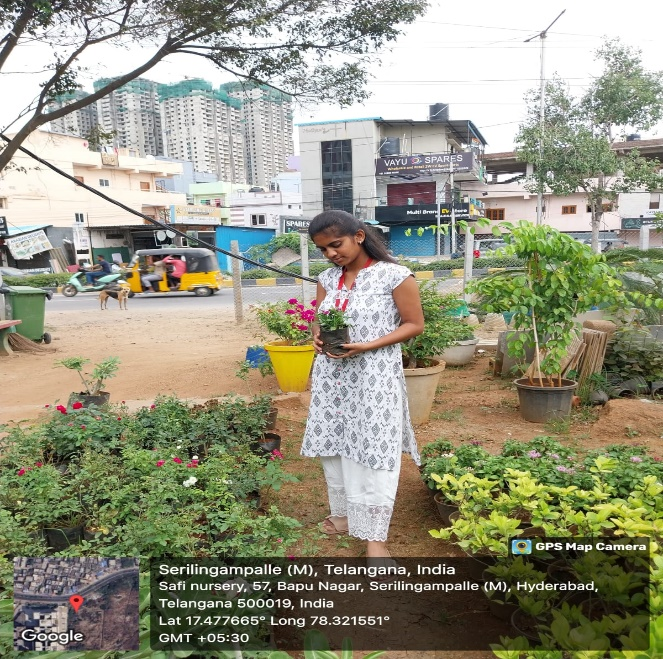 VAYU SPARES
Multi Brand
SPARES
GPS Map Camera
Serilingampalle (M), Telangana, India
Safi nursery, 57, Bapu Nagar, Serilingampalle (M), Hyderabad,
Telangana 500019, India
Lat 17.477665° Long 78.321551°
GMT +05:30
Google